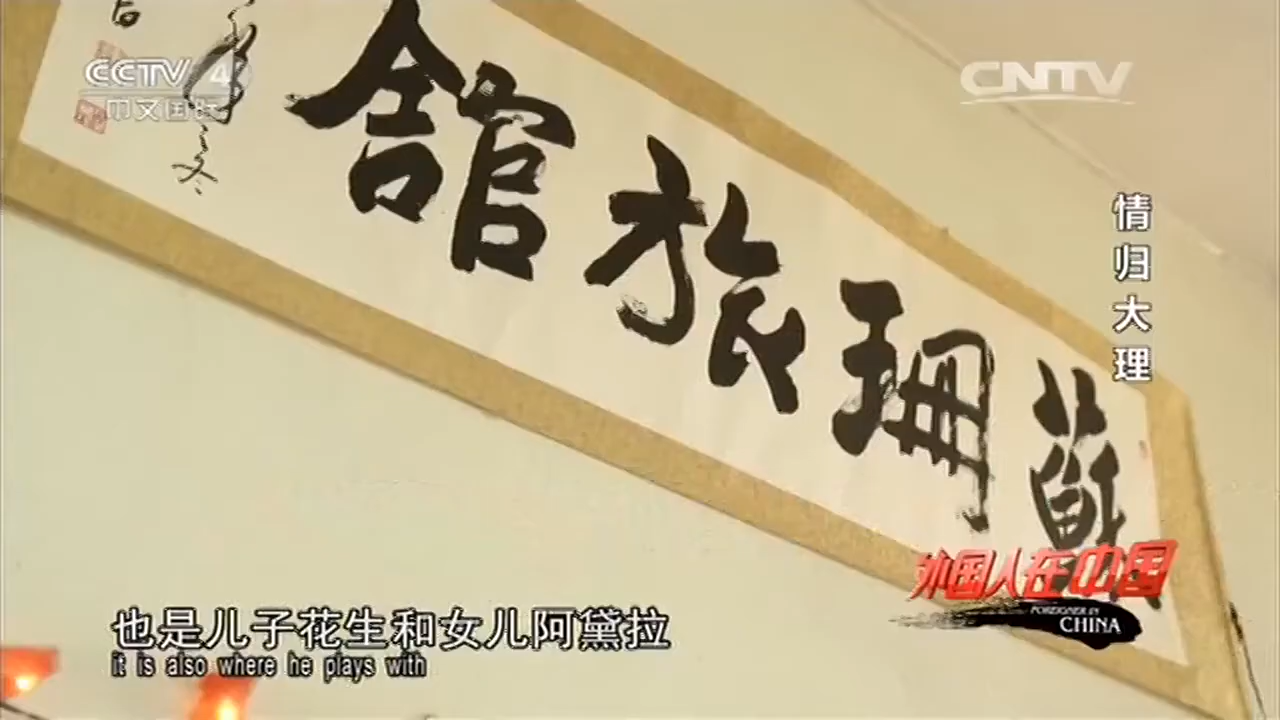 CCTV 4
中文国际
CNTV
蘇珊旅舘
情归大理
外国人在中国
FOREIGNER IN
CHINA
也是儿子花生和女儿阿黛拉
it is also where he plays with